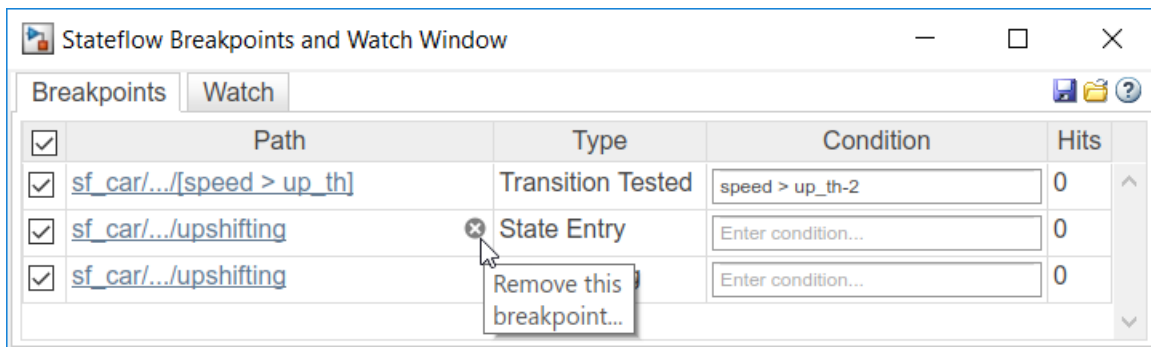 Stateflow Breakpoints and Watch Window
Breakpoints Watch
Path Type Condition Hits
sf_car/.../[speed > up_th] Transition Tested speed > up_th-2 0
sf_car/.../upshifting State Entry Enter condition... 0
sf_car/.../upshifting Enter condition... 0
Remove this
breakpoint...